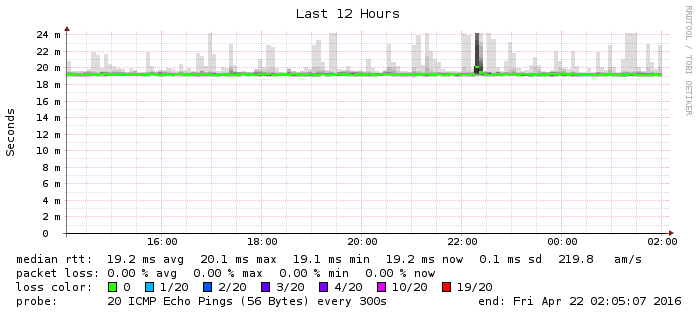 Last 12 Hours
RRDTOOL / TOBI OETIKER
Seconds
24 m
22 m
20 m
18 m
16 m
14 m
12 m
10 m
8 m
6 m
4 m
2 m
0
16:00 18:00 20:00 22:00 00:00 02:00
median rtt: 19.2 ms avg 20.1 ms max 19.1 ms min 19.2 ms now 0.1 ms sd 219.8 am/s
packet loss: 0.00 % avg 0.00 % max 0.00 % min 0.00 % now
loss color: 0 1/20 2/20 3/20 4/20 10/20 19/20
probe: 20 ICMP Echo Pings (56 Bytes) every 300s end: Fri Apr 22 02:05:07 2016